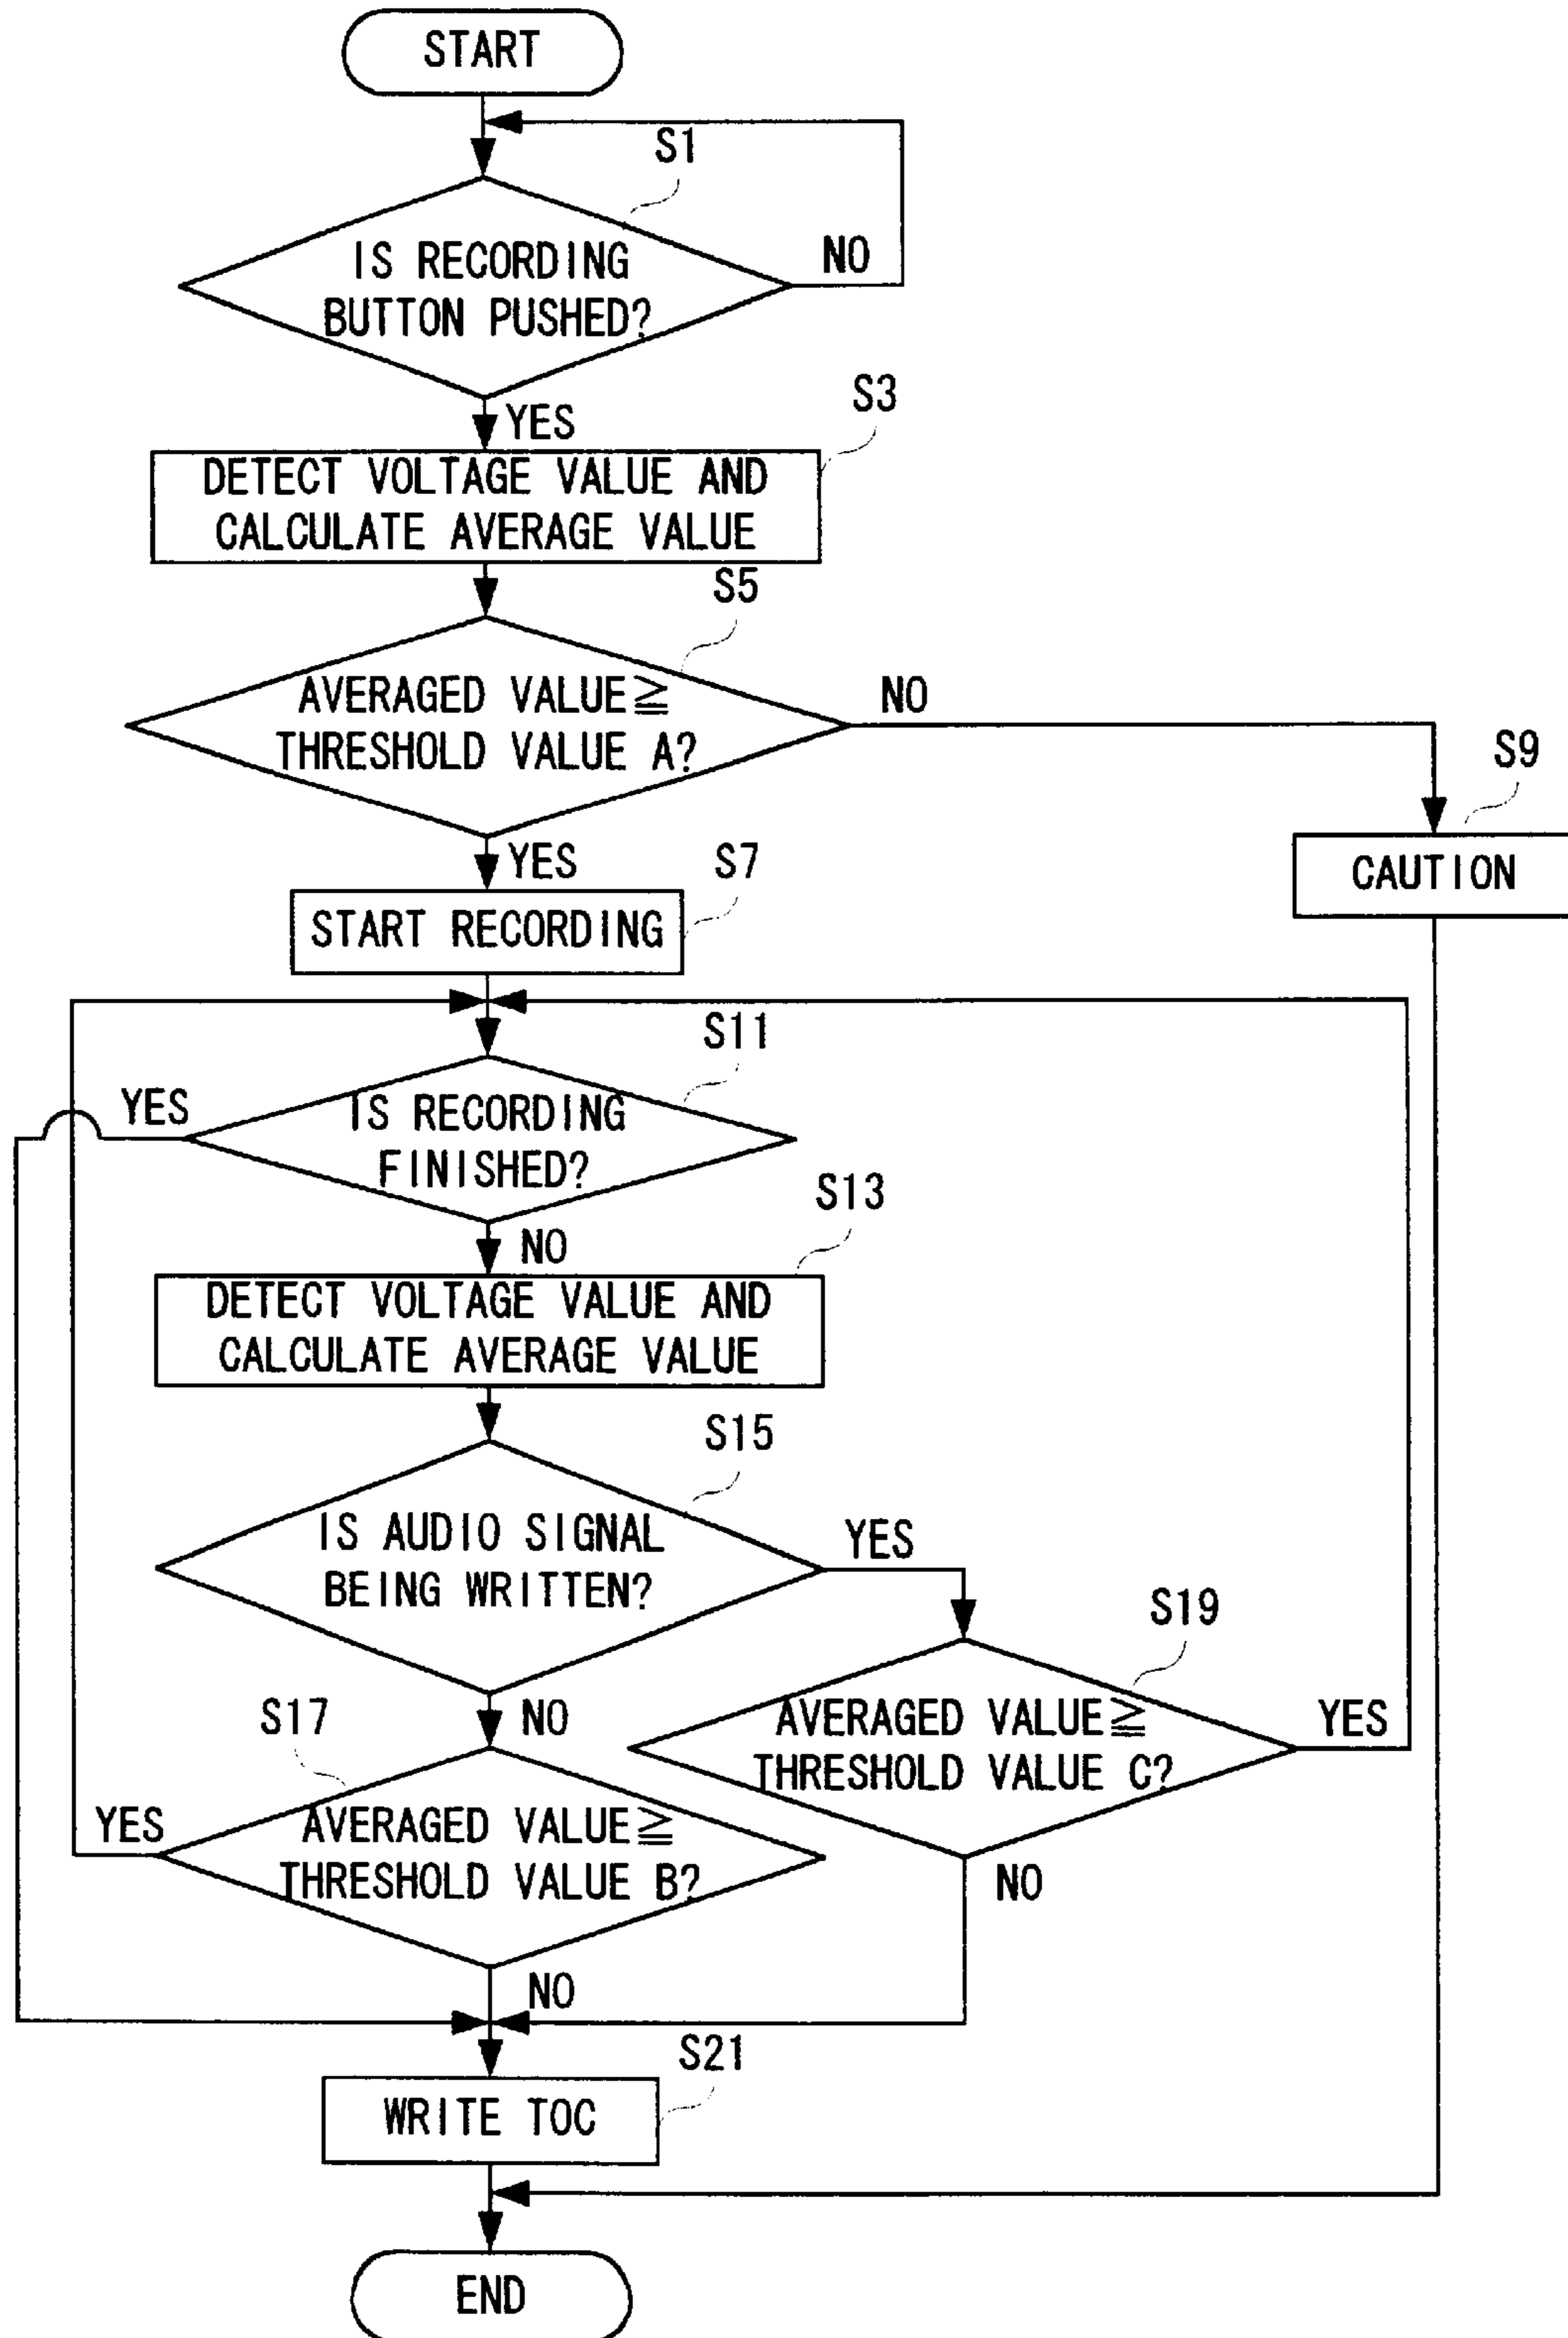 START
S1
IS RECORDING
BUTTON PUSHED?
NO
YES
S3
DETECT VOLTAGE VALUE AND
CALCULATE AVERAGE VALUE
S5
AVERAGED VALUE≧
THRESHOLD VALUE A?
NO
S9
CAUTION
YES
S7
START RECORDING
S11
YES
IS RECORDING
FINISHED?
NO
S13
DETECT VOLTAGE VALUE AND
CALCULATE AVERAGE VALUE
S15
IS AUDIO SIGNAL
BEING WRITTEN?
YES
S19
NO
S17
AVERAGED VALUE≧
THRESHOLD VALUE C?
YES
YES
AVERAGED VALUE≧
THRESHOLD VALUE B?
NO
NO
S21
WRITE TOC
END